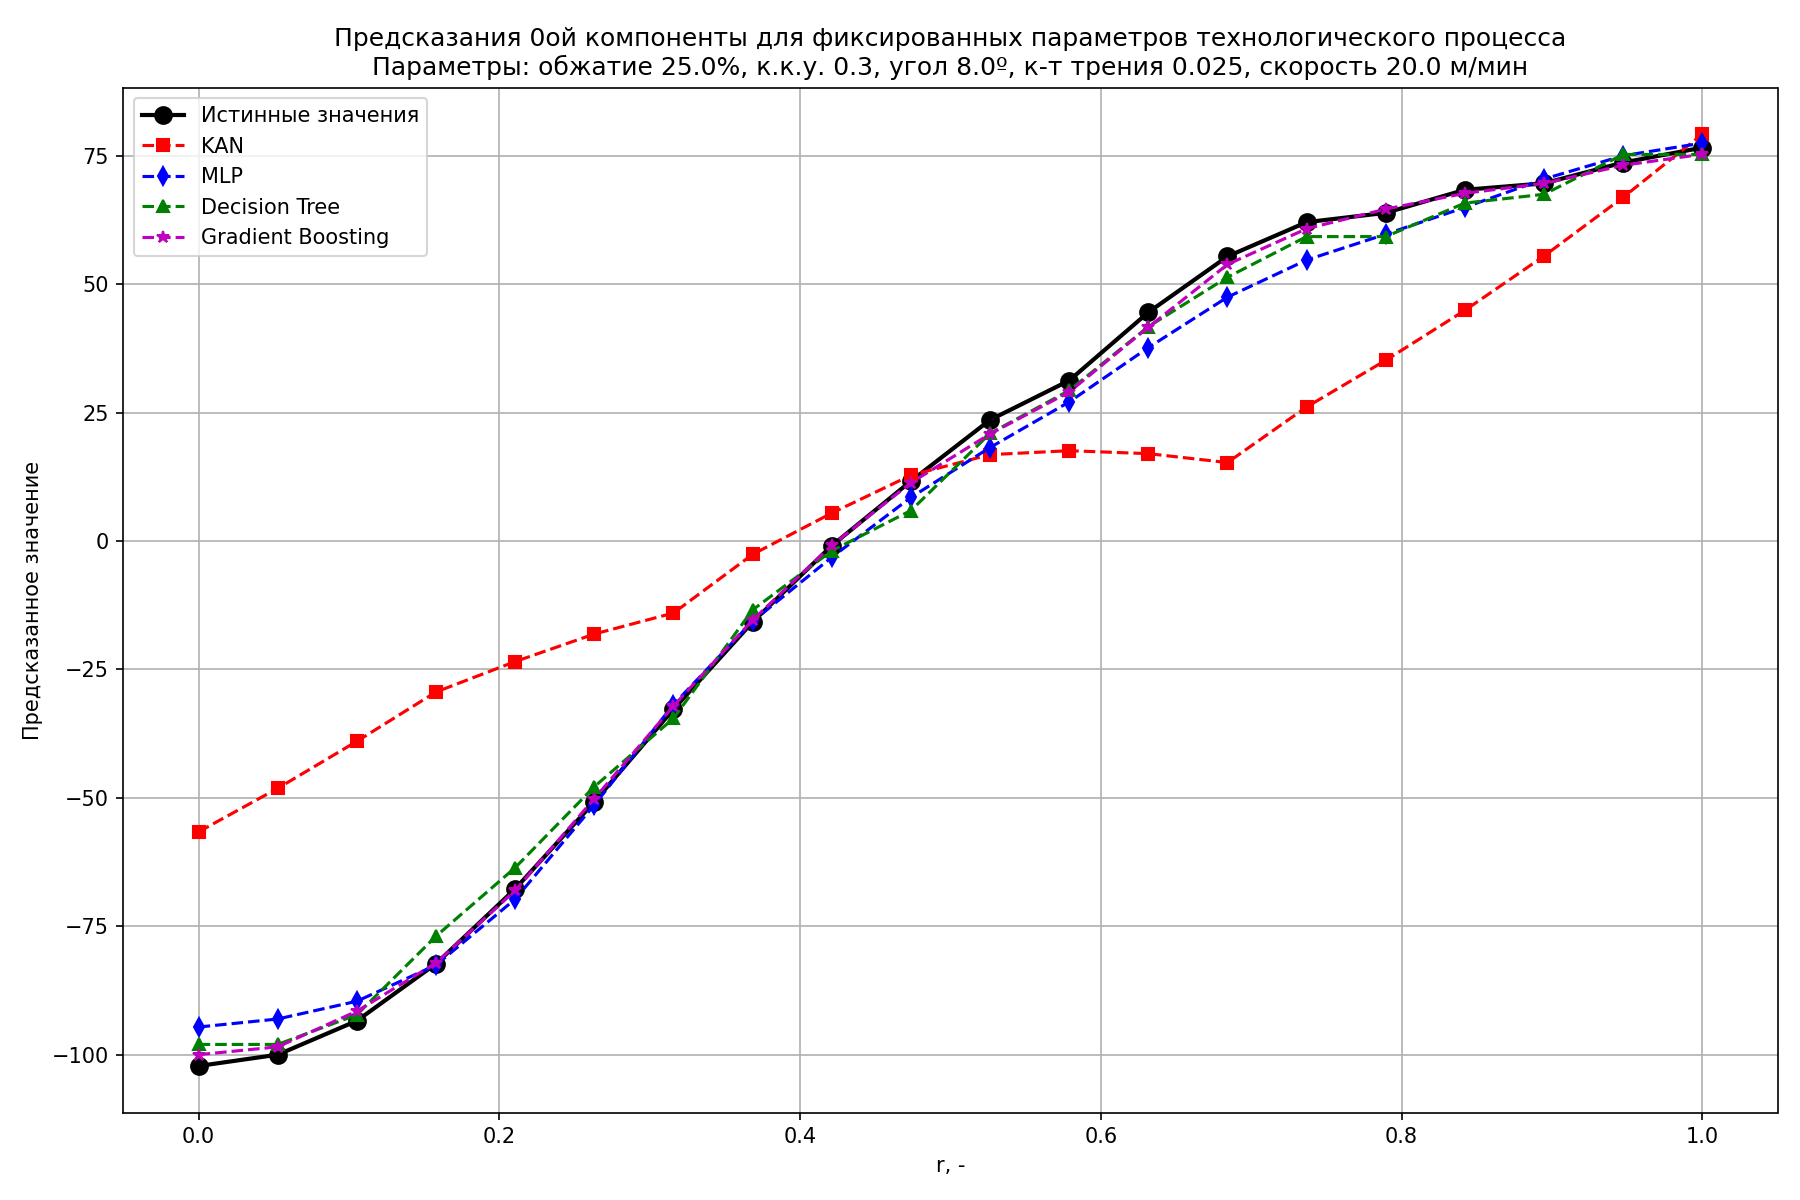 Предсказания 0ой компоненты для фиксированных параметров технологического процесса
Параметры: обжатие 25.0%, к.к.у. 0.3, угол 8.0º, к-т трения 0.025, скорость 20.0 м/мин
Истинные значения
KAN
MLP
Decision Tree
Gradient Boosting
Предсказанное значение
75
50
25
0
−25
−50
−75
−100
0.0
0.2
0.4
0.6
0.8
1.0
r, -